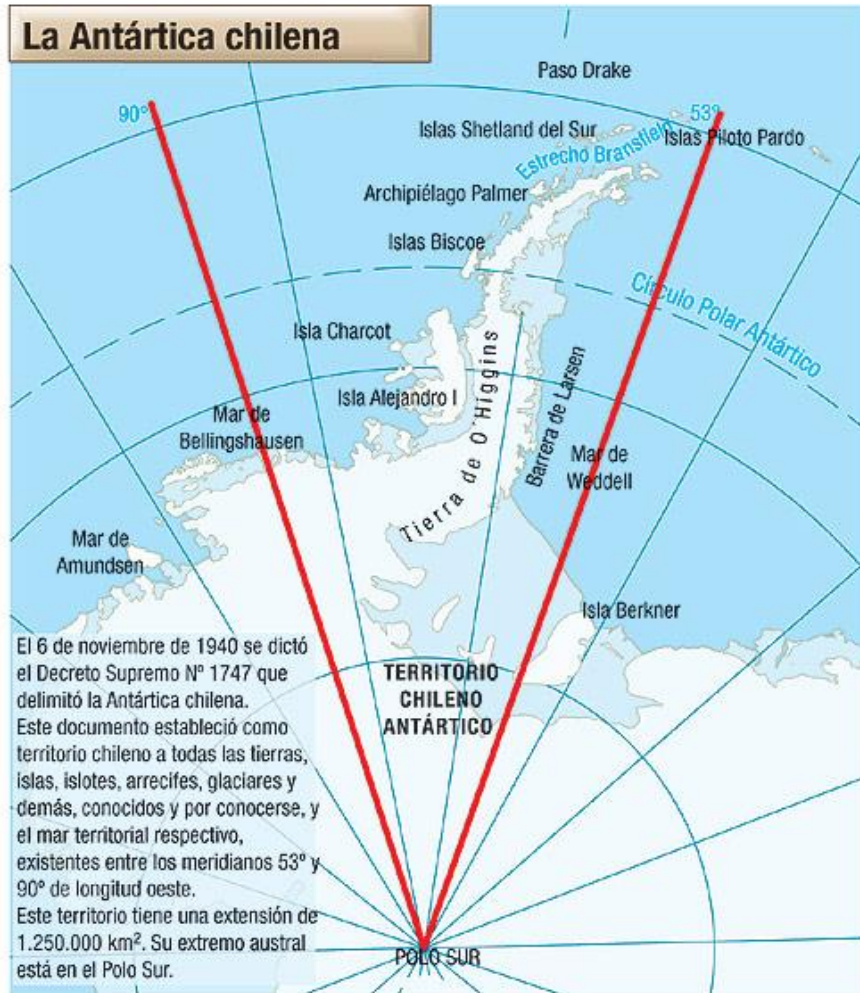 La Antártica chilena
Paso Drake
90°
53°
Islas Shetland del Sur
Estrecho Bransfield
Islas Piloto Pardo
Archipiélago Palmer
Islas Biscoe
Círculo Polar Antártico
Isla Charcot
Isla Alejandro I
Tierra de O'Higgins
Barrera de Larsen
Mar de
Bellingshausen
Mar de
Weddell
Mar de
Amundsen
Isla Berkner
TERRITORIO
CHILENO
ANTÁRTICO
El 6 de noviembre de 1940 se dictó
el Decreto Supremo Nº 1747 que
delimitó la Antártica chilena.
Este documento estableció como
territorio chileno a todas las tierras,
islas, islotes, arrecifes, glaciares y
demás, conocidos y por conocerse, y
el mar territorial respectivo,
existentes entre los meridianos 53º y
90º de longitud oeste.
Este territorio tiene una extensión de
1.250.000 km². Su extremo austral
está en el Polo Sur.
POLO SUR